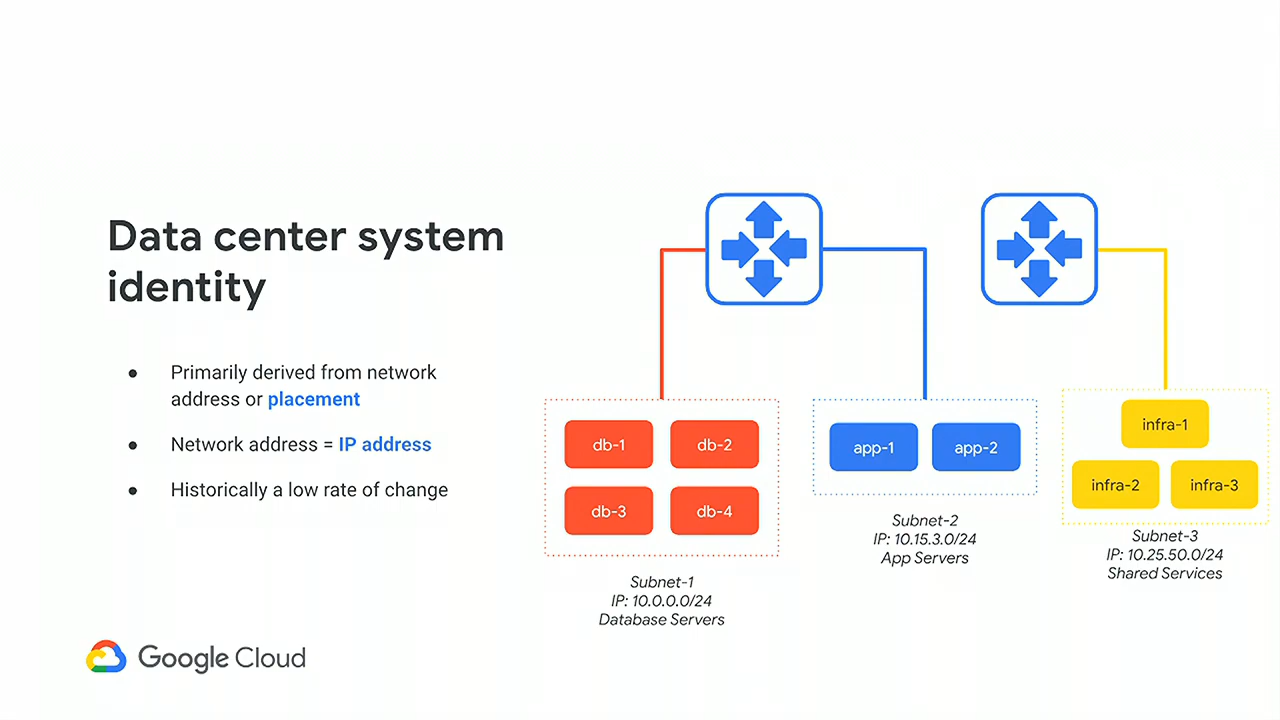 Data center system
identity
● Primarily derived from network
address or placement
● Network address = IP address
● Historically a low rate of change
db-1
db-2
db-3
db-4
Subnet-1
IP: 10.0.0.0/24
Database Servers
app-1
app-2
Subnet-2
IP: 10.15.3.0/24
App Servers
infra-1
infra-2
infra-3
Subnet-3
IP: 10.25.50.0/24
Shared Services
Google Cloud